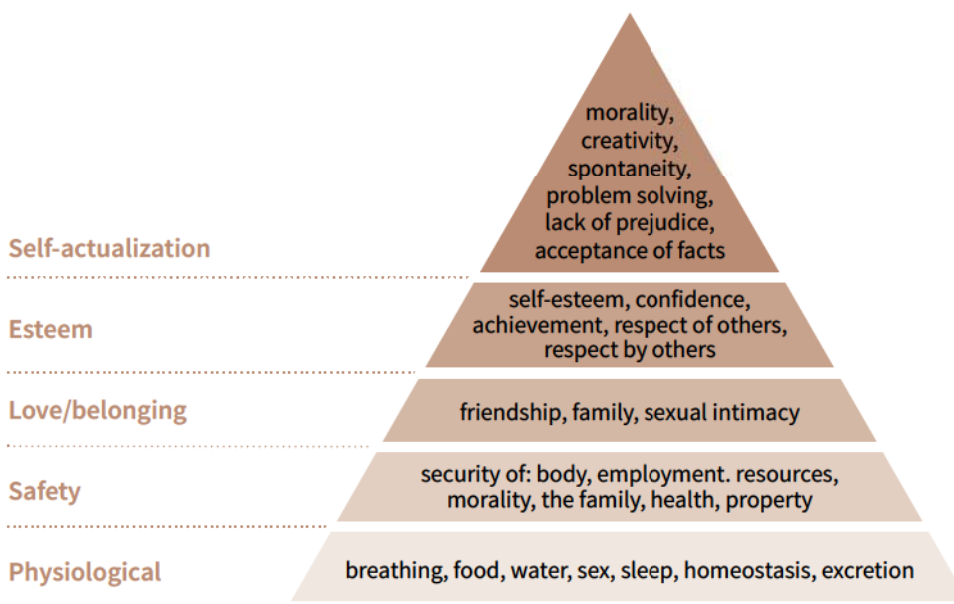 morality,
creativity,
spontaneity,
problem solving,
lack of prejudice,
acceptance of facts
Self-actualization
self-esteem, confidence,
achievement, respect of others,
respect by others
Esteem
friendship, family, sexual intimacy
Love/belonging
security of: body, employment. resources,
morality, the family, health, property
Safety
breathing, food, water, sex, sleep, homeostasis, excretion
Physiological